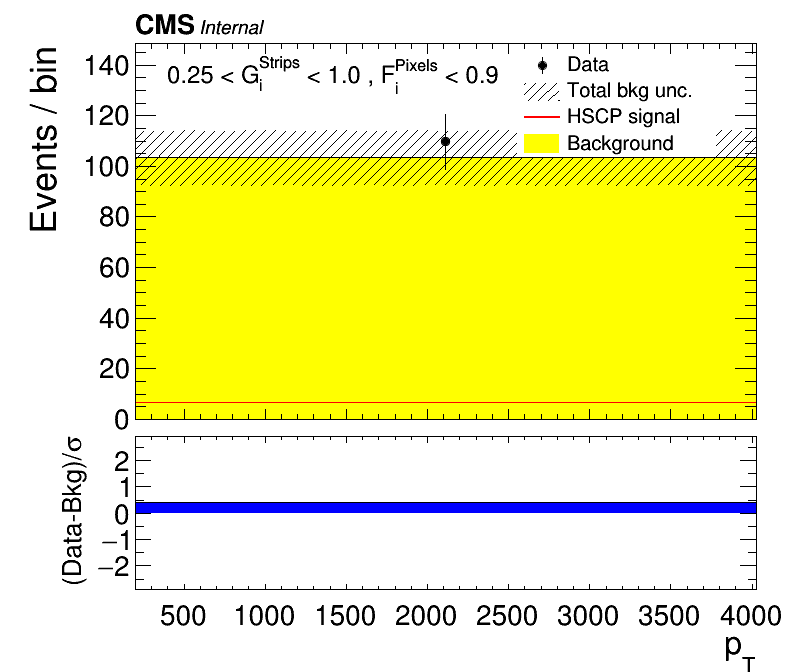 CMS Internal
0.25 < G_i^Strips < 1.0 , F_i^Pixels < 0.9
Data
Total bkg unc.
HSCP signal
Background
Events / bin
140
120
100
80
60
40
20
0
(Data-Bkg)/σ
2
1
0
−1
−2
500 1000 1500 2000 2500 3000 3500 4000
p_T